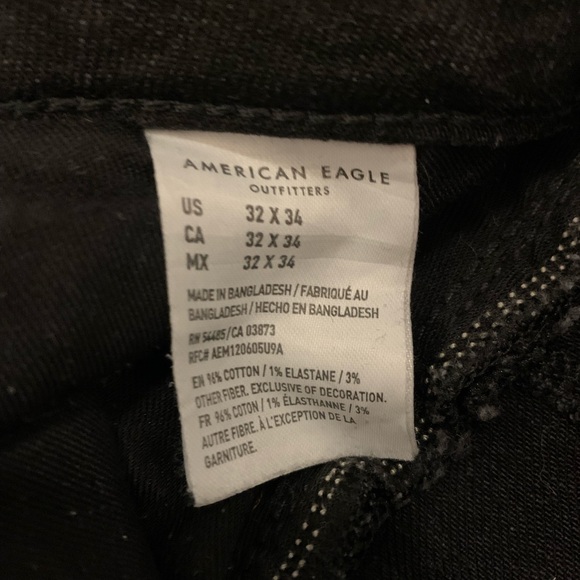 AMERICAN EAGLE
OUTFITTERS
US 32 X 34
CA 32 X 34
MX 32 X 34
MADE IN BANGLADESH / FABRIQUÉ AU
BANGLADESH / HECHO EN BANGLADESH
RN 54485/CA 03873
RFC# AEM120605U9A
EN 96% COTTON / 1% ELASTANE / 3%
OTHER FIBER. EXCLUSIVE OF DECORATION.
FR 96% COTON / 1% ÉLASTHANNE / 3%
AUTRE FIBRE. À L'EXCEPTION DE LA
GARNITURE.